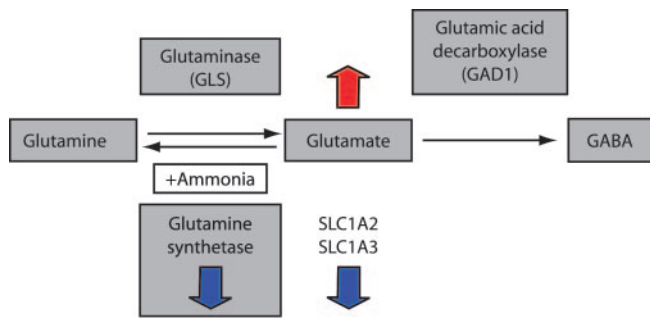 Glutaminase
(GLS)
Glutamic acid
decarboxylase
(GAD1)
Glutamine
Glutamate
GABA
+Ammonia
Glutamine
synthetase
SLC1A2
SLC1A3